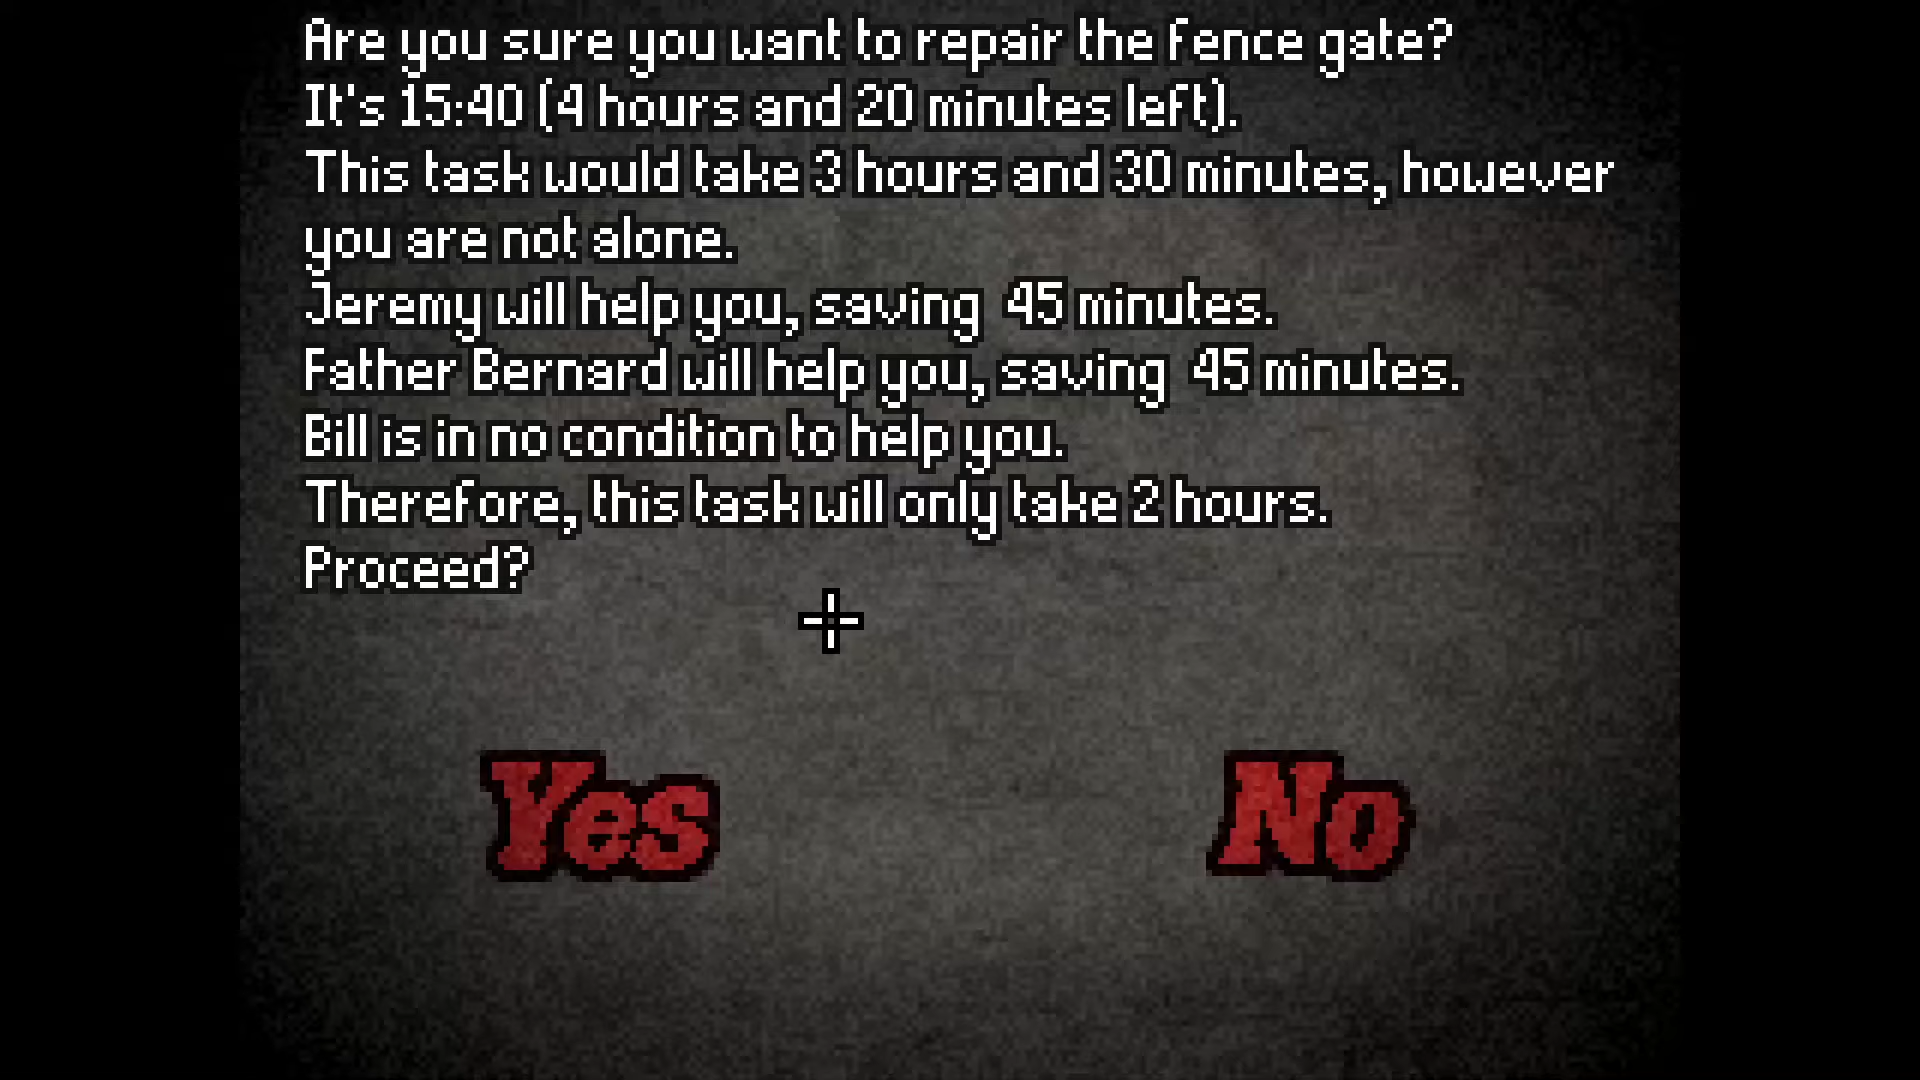 Are you sure you want to repair the fence gate?
It's 15:40 (4 hours and 20 minutes left).
This task would take 3 hours and 30 minutes, however
you are not alone.
Jeremy will help you, saving 45 minutes.
Father Bernard will help you, saving 45 minutes.
Bill is in no condition to help you.
Therefore, this task will only take 2 hours.
Proceed?
Yes No